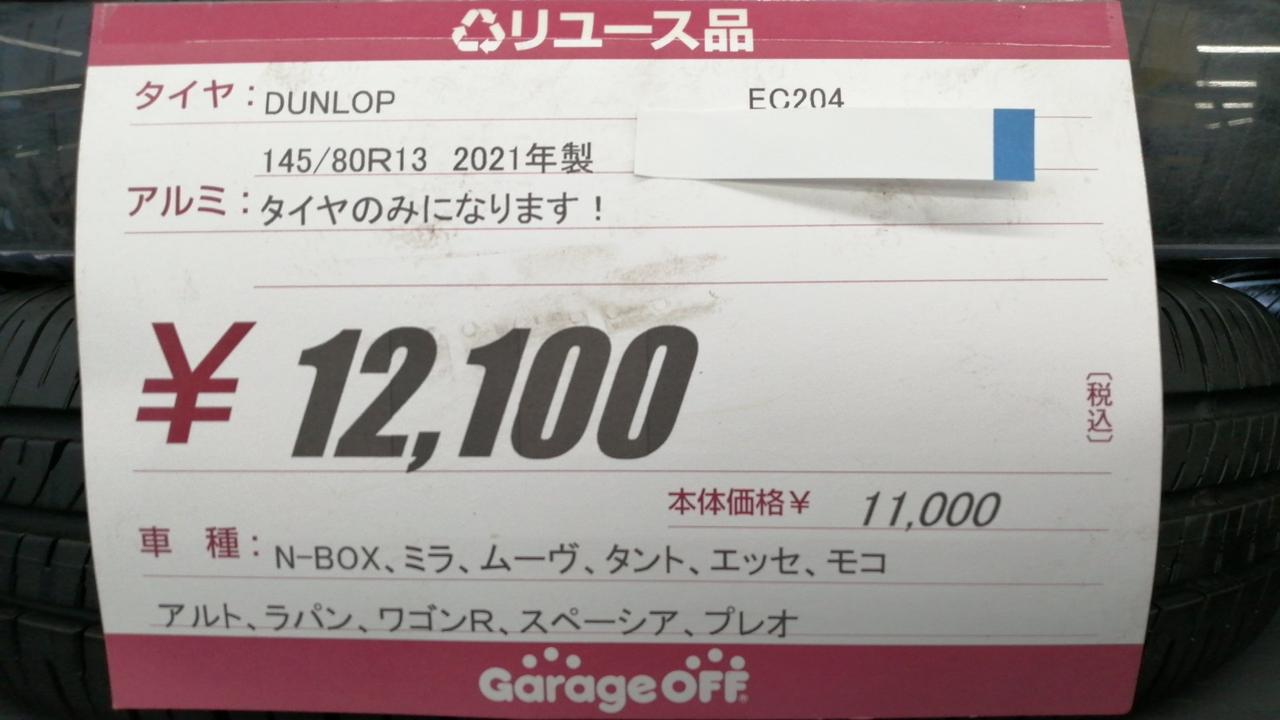 リユース品
タイヤ：DUNLOP EC204
145/80R13 2021年製
アルミ：タイヤのみになります！
¥12,100
〔税込〕
本体価格¥ 11,000
車種：N-BOX、ミラ、ムーヴ、タント、エッセ、モコ
アルト、ラパン、ワゴンR、スペーシア、プレオ
GarageOFF